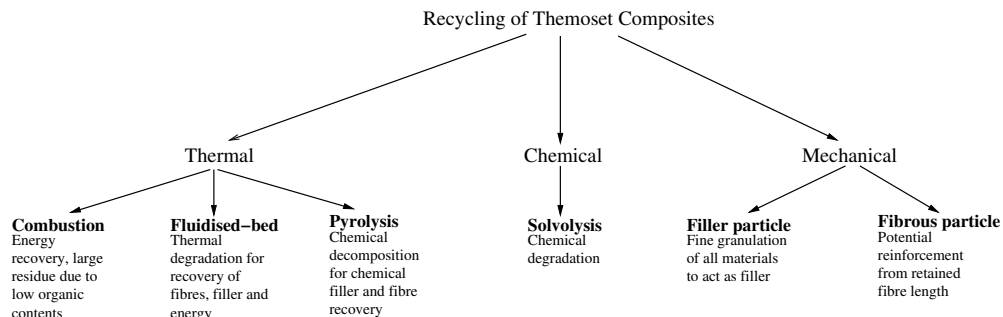 Recycling of Themoset Composites
Thermal
Chemical
Mechanical
Combustion
Energy
recovery, large
residue due to
low organic
contents
Fluidised-bed
Thermal
degradation for
recovery of
fibres, filler and
energy
Pyrolysis
Chemical
decomposition
for chemical
filler and fibre
recovery
Solvolysis
Chemical
degradation
Filler particle
Fine granulation
of all materials
to act as filler
Fibrous particle
Potential
reinforcement
from retained
fibre length